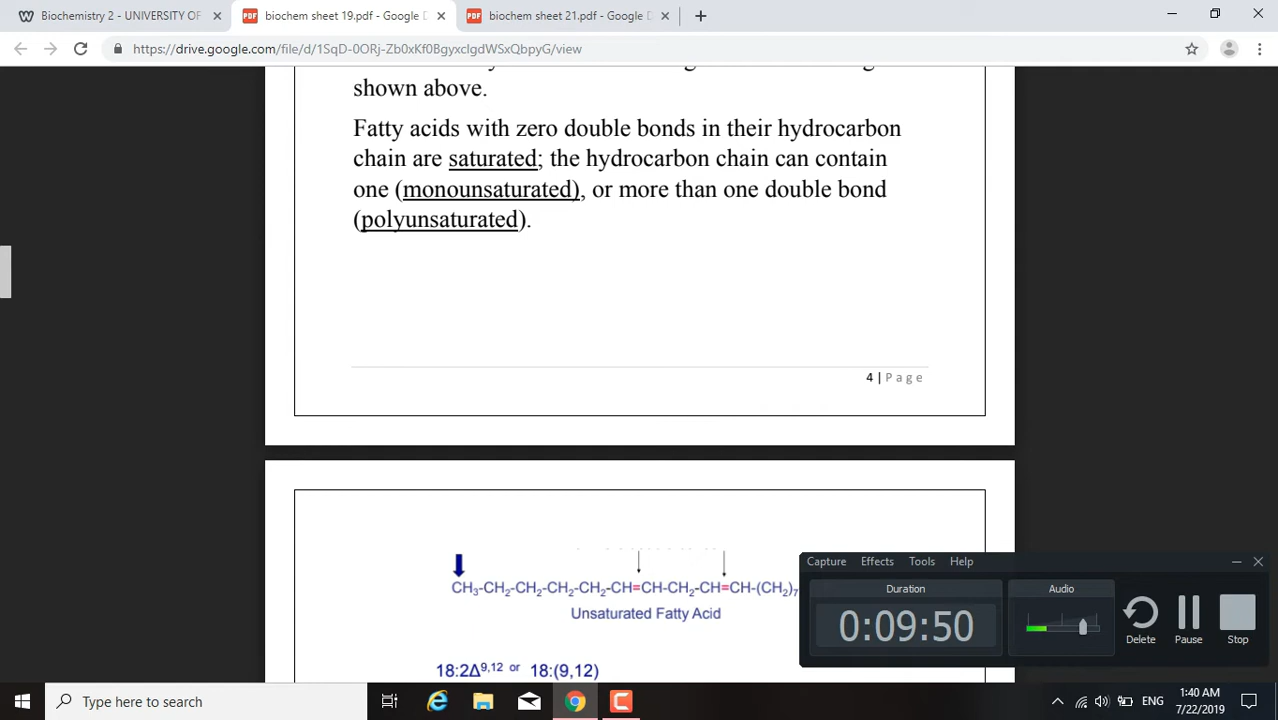 Biochemistry 2 - UNIVERSITY OF
biochem sheet 19.pdf - Google D
biochem sheet 21.pdf - Google D
https://drive.google.com/file/d/1SqD-0ORj-Zb0xKf0BgyxclgdWSxQbpyG/view
shown above.
Fatty acids with zero double bonds in their hydrocarbon
chain are saturated; the hydrocarbon chain can contain
one (monounsaturated), or more than one double bond
(polyunsaturated).
4 | Page
CH₃-CH₂-CH₂-CH₂-CH₂-CH=CH-CH₂-CH=CH-(CH₂)₇
Unsaturated Fatty Acid
18:2Δ⁹,¹² or 18:(9,12)
Capture Effects Tools Help
Duration
Audio
0:09:50
Delete
Pause
Stop
Type here to search
ENG
1:40 AM
7/22/2019